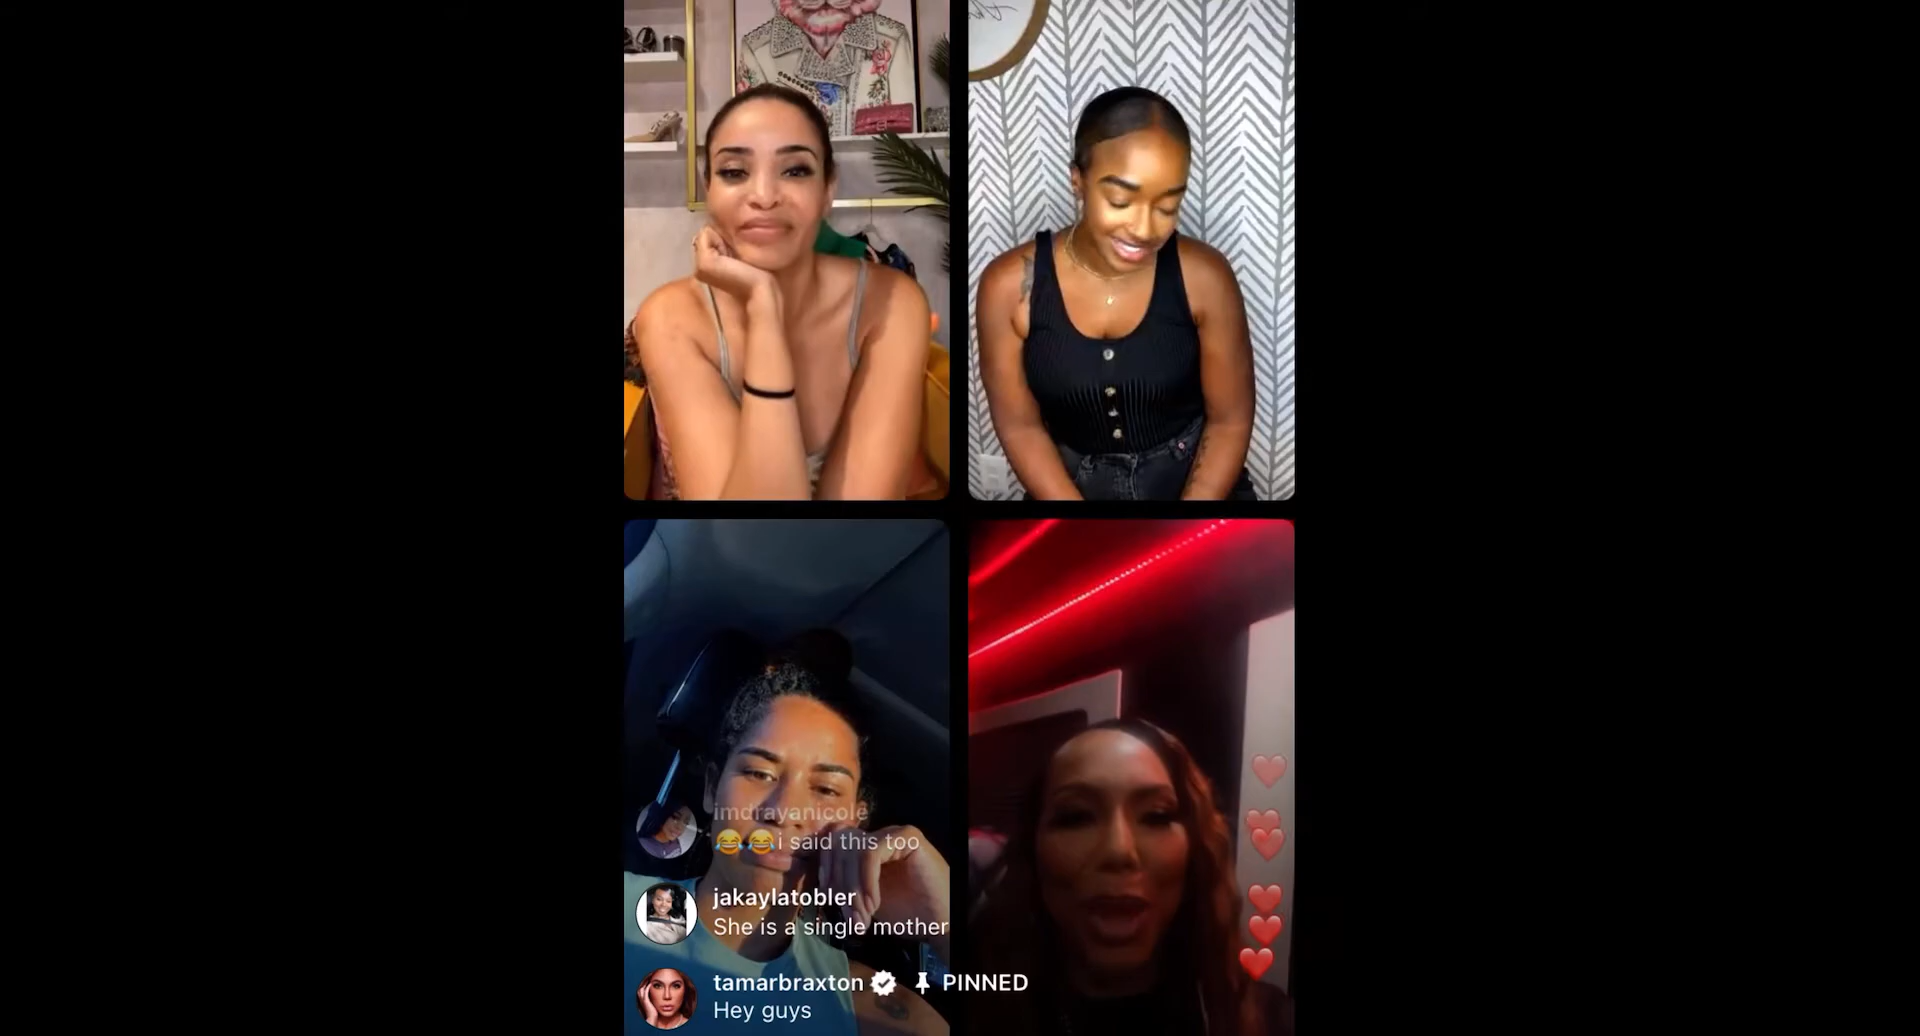 imdrayanicole
😂😂i said this too
jakaylatobler
She is a single mother
tamarbraxton PINNED
Hey guys